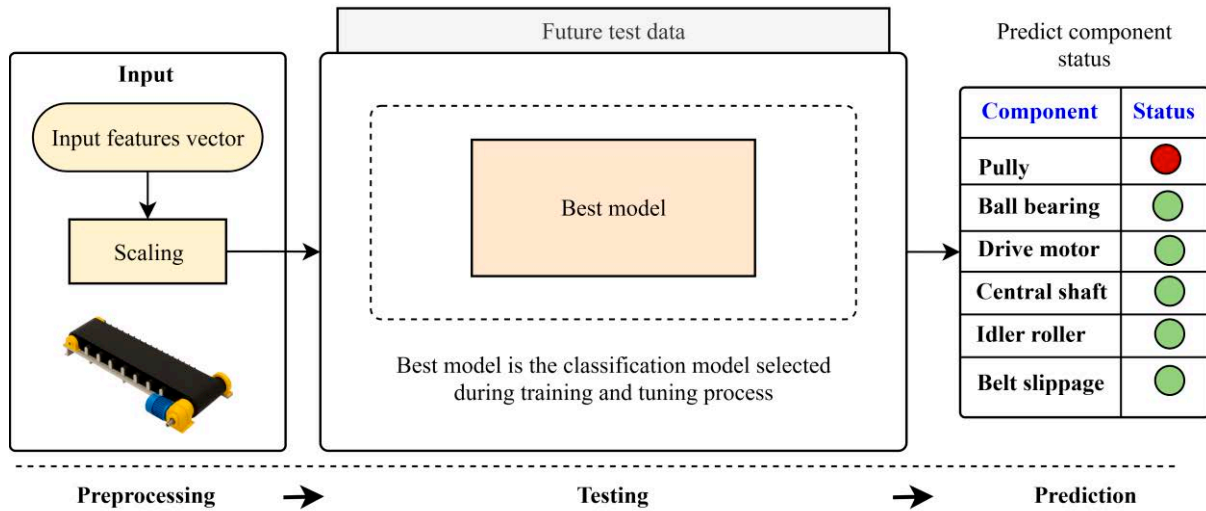 Future test data
Predict component
status
Input
Input features vector
Scaling
Best model
Best model is the classification model selected
during training and tuning process
Component Status
Pully
Ball bearing
Drive motor
Central shaft
Idler roller
Belt slippage
Preprocessing Testing Prediction